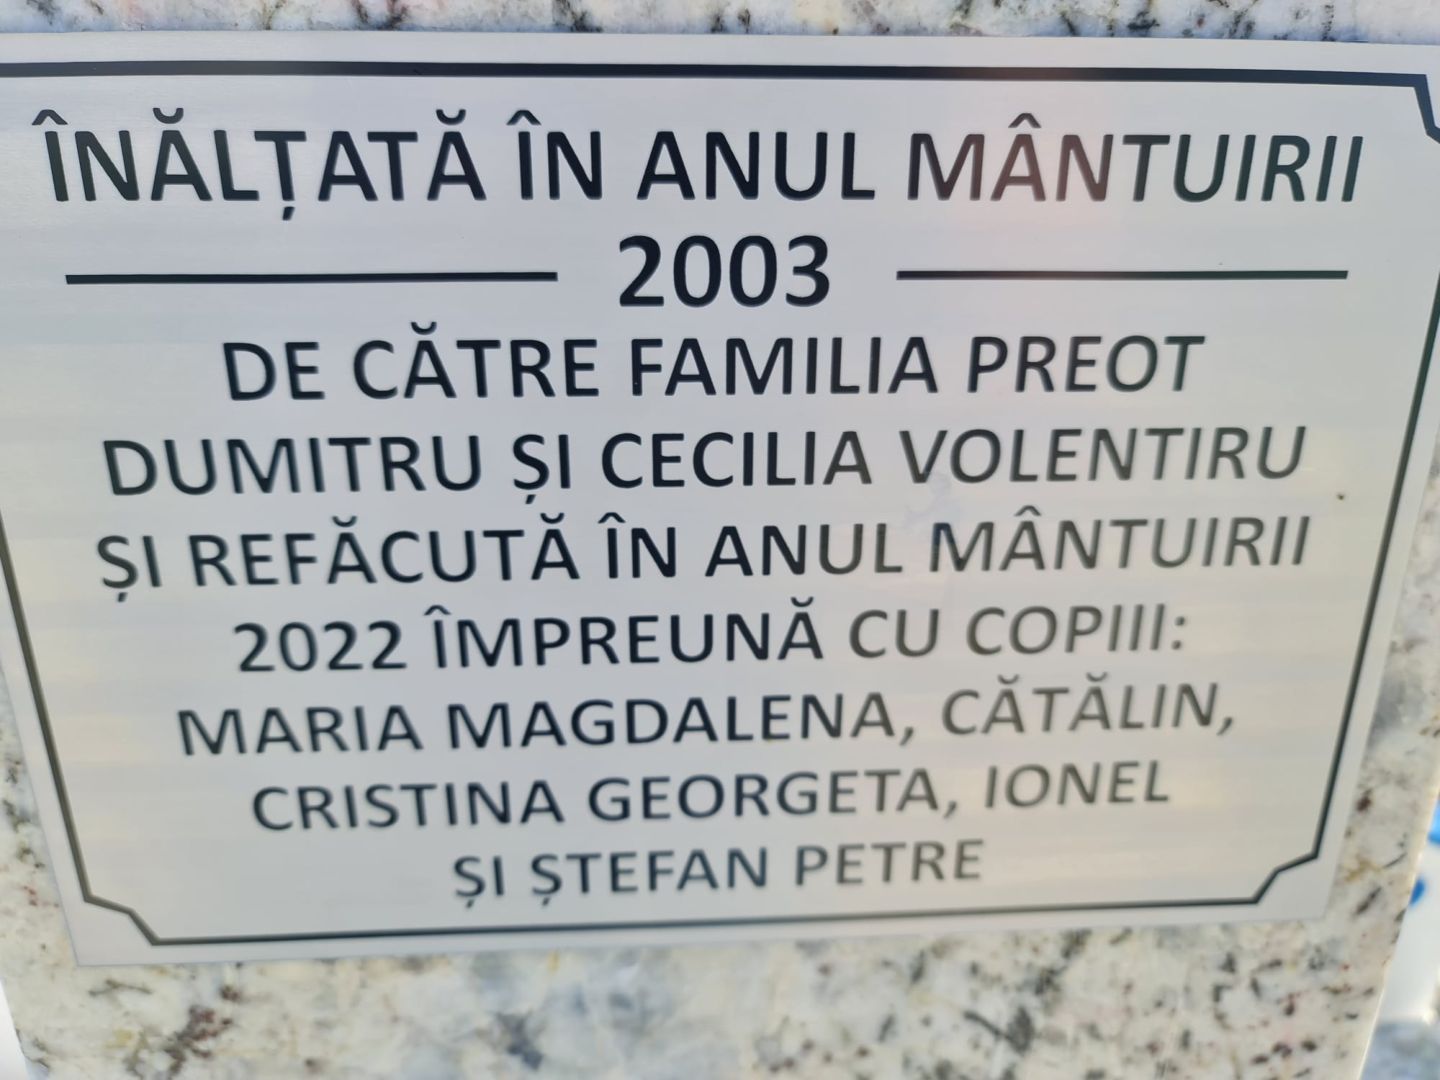 ÎNĂLȚATĂ ÎN ANUL MÂNTUIRII
2003
DE CĂTRE FAMILIA PREOT
DUMITRU ȘI CECILIA VOLENTIRU
ȘI REFĂCUTĂ ÎN ANUL MÂNTUIRII
2022 ÎMPREUNĂ CU COPIII:
MARIA MAGDALENA, CĂTĂLIN,
CRISTINA GEORGETA, IONEL
ȘI ȘTEFAN PETRE